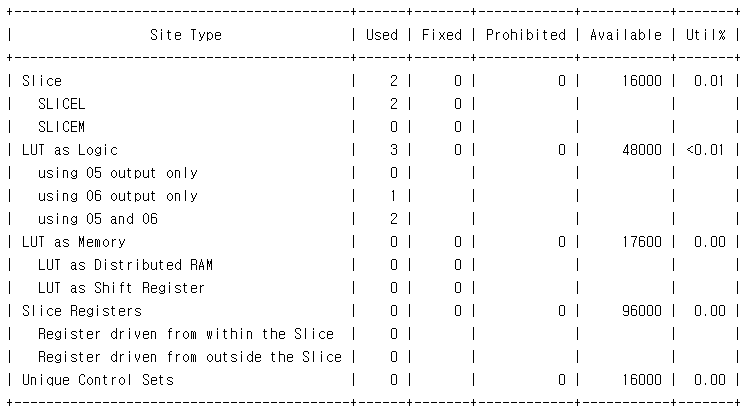 +--------------------------------------------+------+-------+------------+-----------+-------+
|                  Site Type                 | Used | Fixed | Prohibited | Available | Util% |
+--------------------------------------------+------+-------+------------+-----------+-------+
| Slice                                      |    2 |     0 |          0 |     16000 |  0.01 |
|   SLICEL                                   |    2 |     0 |            |           |       |
|   SLICEM                                   |    0 |     0 |            |           |       |
| LUT as Logic                               |    3 |     0 |          0 |     48000 | <0.01 |
|   using O5 output only                     |    0 |       |            |           |       |
|   using O6 output only                     |    1 |       |            |           |       |
|   using O5 and O6                          |    2 |       |            |           |       |
| LUT as Memory                              |    0 |     0 |          0 |     17600 |  0.00 |
|   LUT as Distributed RAM                   |    0 |     0 |            |           |       |
|   LUT as Shift Register                    |    0 |     0 |            |           |       |
| Slice Registers                            |    0 |     0 |          0 |     96000 |  0.00 |
|   Register driven from within the Slice    |    0 |       |            |           |       |
|   Register driven from outside the Slice   |    0 |       |            |           |       |
| Unique Control Sets                        |    0 |       |          0 |     16000 |  0.00 |
+--------------------------------------------+------+-------+------------+-----------+-------+